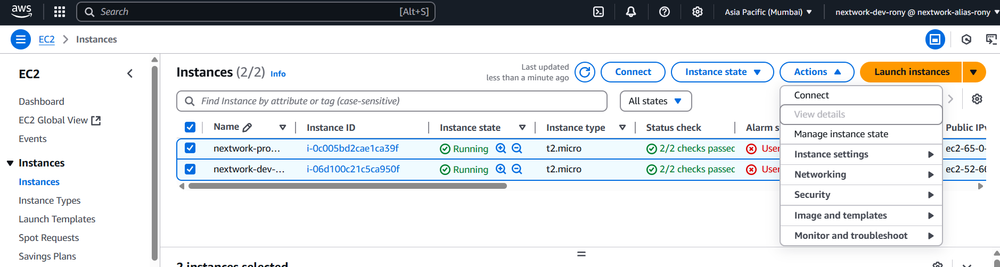 aws
Search [Alt+S]
Asia Pacific (Mumbai)
nextwork-dev-rony @ nextwork-alias-rony
EC2 > Instances
EC2
Dashboard
EC2 Global View
Events
Instances
Instances
Instance Types
Launch Templates
Spot Requests
Savings Plans
Instances (2/2) Info
Last updated
less than a minute ago
Connect
Instance state
Actions
Launch instances
Find Instance by attribute or tag (case-sensitive)
All states
Connect
View details
Manage instance state
Instance settings
Networking
Security
Image and templates
Monitor and troubleshoot
Name Instance ID Instance state Instance type Status check Alarm s Public IPv
nextwork-pro... i-0c005bd2cae1ca39f Running t2.micro 2/2 checks passed User ec2-65-0-
nextwork-dev-... i-06d100c21c5ca950f Running t2.micro 2/2 checks passed User ec2-52-66
2 instances selected